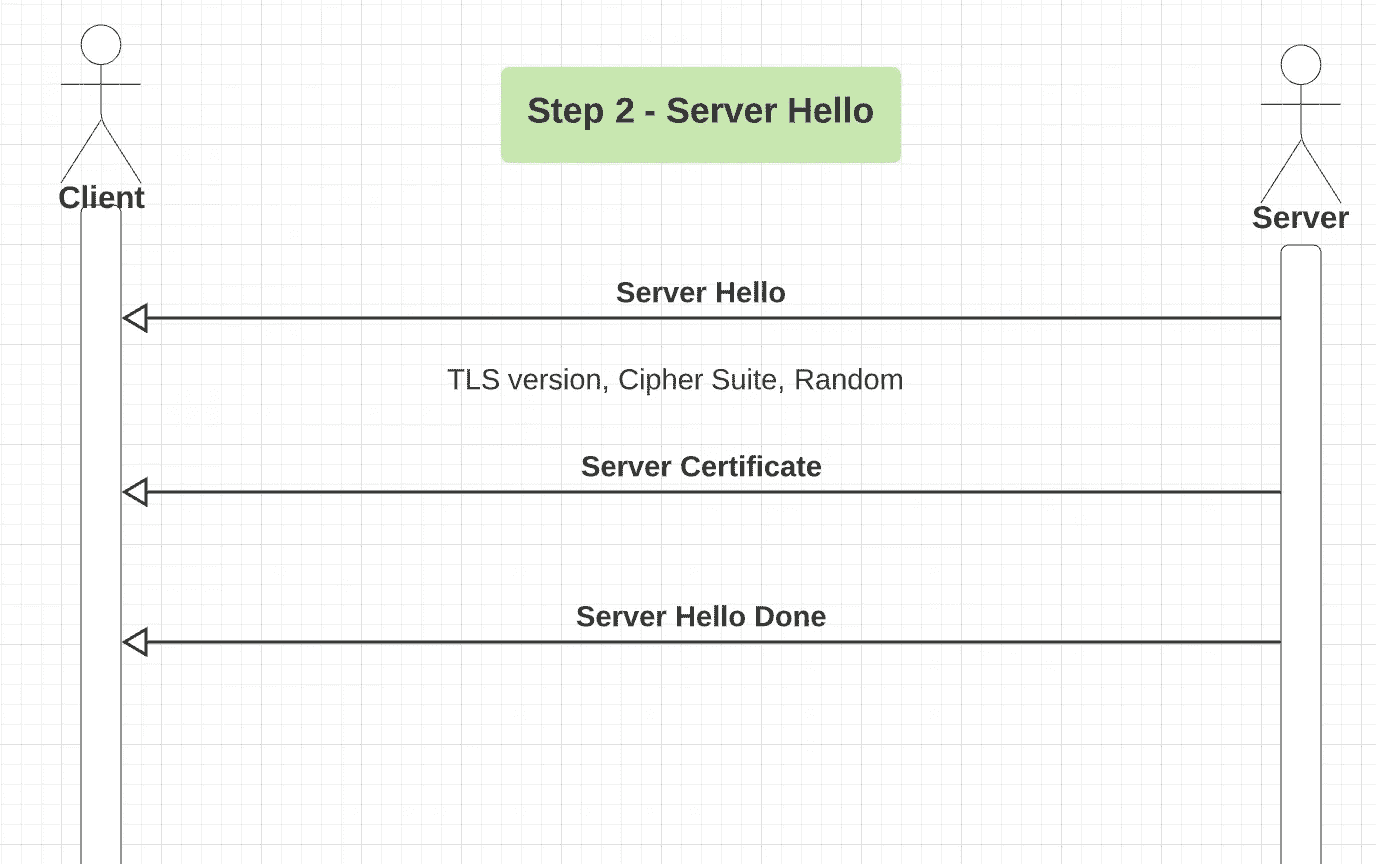 Step 2 - Server Hello
Client
Server
Server Hello
TLS version, Cipher Suite, Random
Server Certificate
Server Hello Done